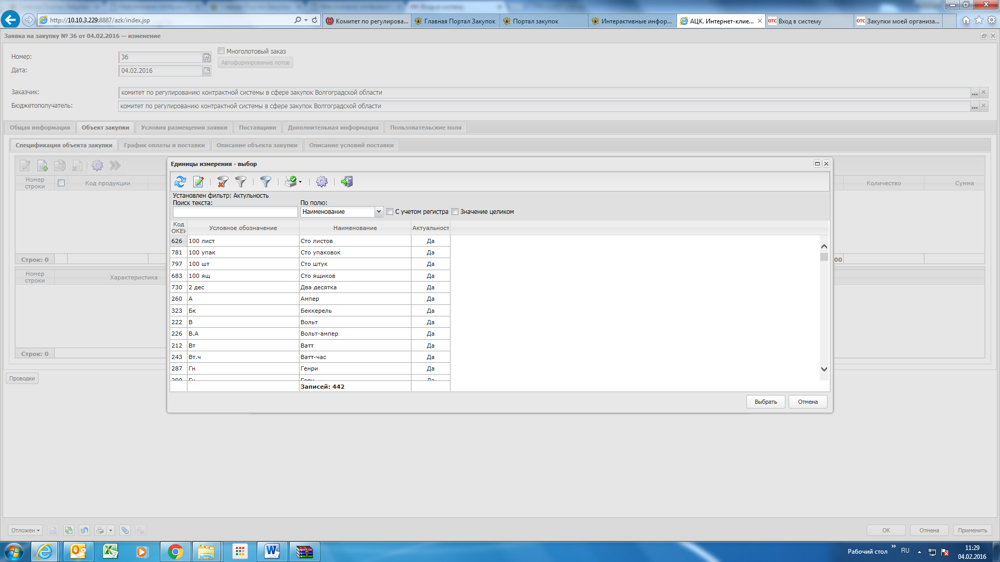 http://10.10.3.229:8887/azk/index.jsp
Комитет по регулирова...
Главная Портал Закупок
Портал закупок
Интерактивные инфор...
АЦК. Интернет-клие...
ОТС Вход в систему
ОТС Закупки моей организа...
Заявка на закупку № 36 от 04.02.2016 — изменение
Номер:
36
Многолотовый заказ
Дата:
04.02.2016
Автоформирование лотов
Заказчик:
комитет по регулированию контрактной системы в сфере закупок Волгоградской области
Бюджетополучатель:
комитет по регулированию контрактной системы в сфере закупок Волгоградской области
Общая информация
Объект закупки
Условия размещения заявки
Поставщики
Дополнительная информация
Пользовательские поля
Спецификация объекта закупки
График оплаты и поставки
Описание объекта закупки
Описание условий поставки
Номер строки
Код продукции
Количество
Сумма
Строк: 0
00
Номер строки
Характеристика
Строк: 0
Проводки
Единицы измерения - выбор
Установлен фильтр: Актульность
Поиск текста:
По полю:
Наименование
С учетом регистра
Значение целиком
Код ОКЕИ
Условное обозначение
Наименование
Актуальност
626 100 лист Сто листов Да
781 100 упак Сто упаковок Да
797 100 шт Сто штук Да
683 100 ящ Сто ящиков Да
730 2 дес Два десятка Да
260 А Ампер Да
323 Бк Беккерель Да
222 В Вольт Да
226 В.А Вольт-ампер Да
212 Вт Ватт Да
243 Вт.ч Ватт-час Да
287 Гн Генри Да
290 Гц Герц Да
Записей: 442
Выбрать
Отмена
Отложен
OK
Отмена
Применить
Рабочий стол
RU
11:29
04.02.2016